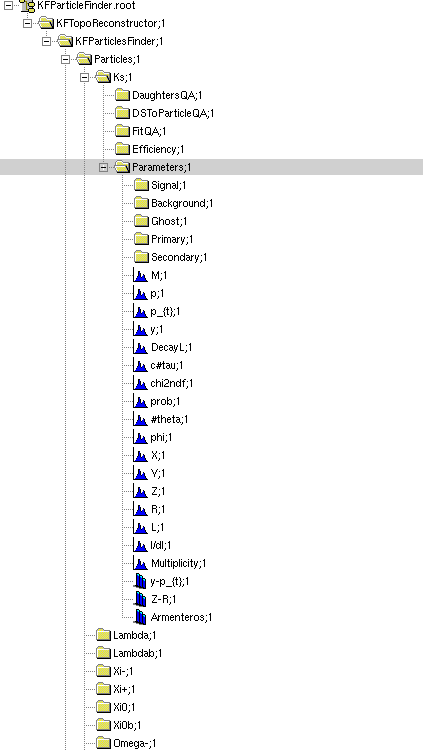 KFParticleFinder.root
KFTopoReconstructor;1
KFParticlesFinder;1
Particles;1
Ks;1
DaughtersQA;1
DSToParticleQA;1
FitQA;1
Efficiency;1
Parameters;1
Signal;1
Background;1
Ghost;1
Primary;1
Secondary;1
M;1
p;1
p_{t};1
y;1
DecayL;1
c#tau;1
chi2ndf;1
prob;1
#theta;1
phi;1
X;1
Y;1
Z;1
R;1
L;1
l/dl;1
Multiplicity;1
y-p_{t};1
Z-R;1
Armenteros;1
Lambda;1
Lambdab;1
Xi-;1
Xi+;1
Xi0;1
Xi0b;1
Omega-;1